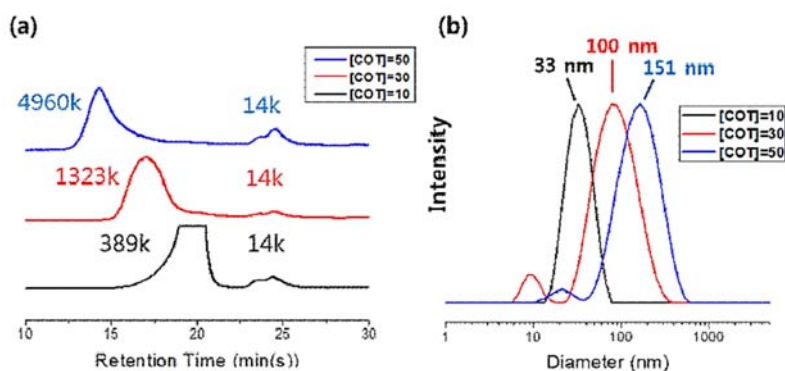 (a)
[COT]=50
[COT]=30
[COT]=10
4960k
14k
1323k
14k
389k
14k
10 15 20 25 30
Retention Time (min(s))
(b)
100 nm
33 nm
151 nm
[COT]=10
[COT]=30
[COT]=50
Intensity
1 10 100 1000
Diameter (nm)